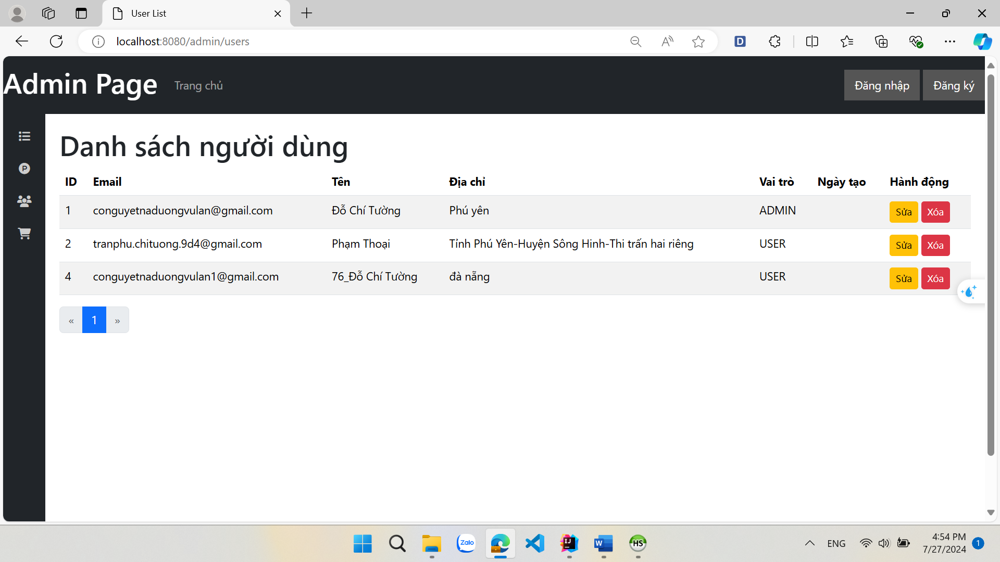 User List
localhost:8080/admin/users
Admin Page Trang chủ Đăng nhập Đăng ký
Danh sách người dùng
ID Email Tên Địa chỉ Vai trò Ngày tạo Hành động
1 conguyetnaduongvulan@gmail.com Đỗ Chí Tường Phú yên ADMIN Sửa Xóa
2 tranphu.chituong.9d4@gmail.com Phạm Thoại Tỉnh Phú Yên-Huyện Sông Hinh-Thi trấn hai riêng USER Sửa Xóa
4 conguyetnaduongvulan1@gmail.com 76_Đỗ Chí Tường đà nẵng USER Sửa Xóa
« 1 »
ENG 4:54 PM
7/27/2024 1